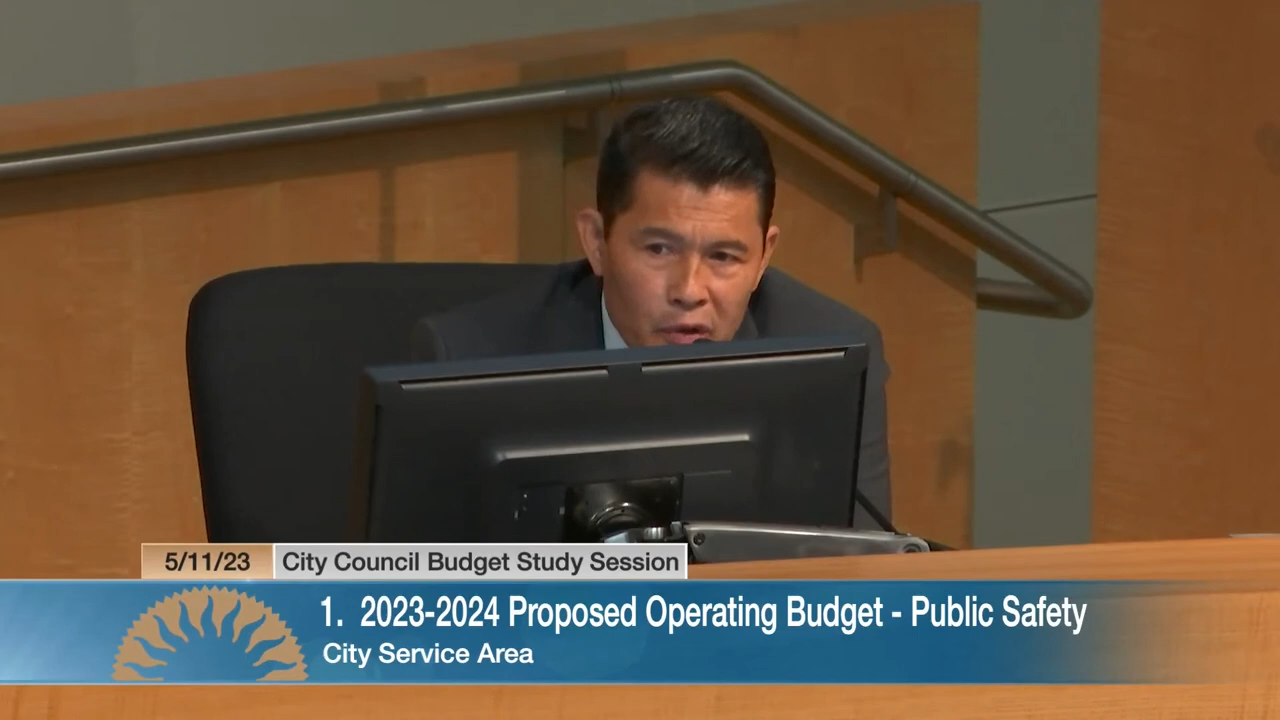 5/11/23 City Council Budget Study Session
1. 2023-2024 Proposed Operating Budget - Public Safety
City Service Area